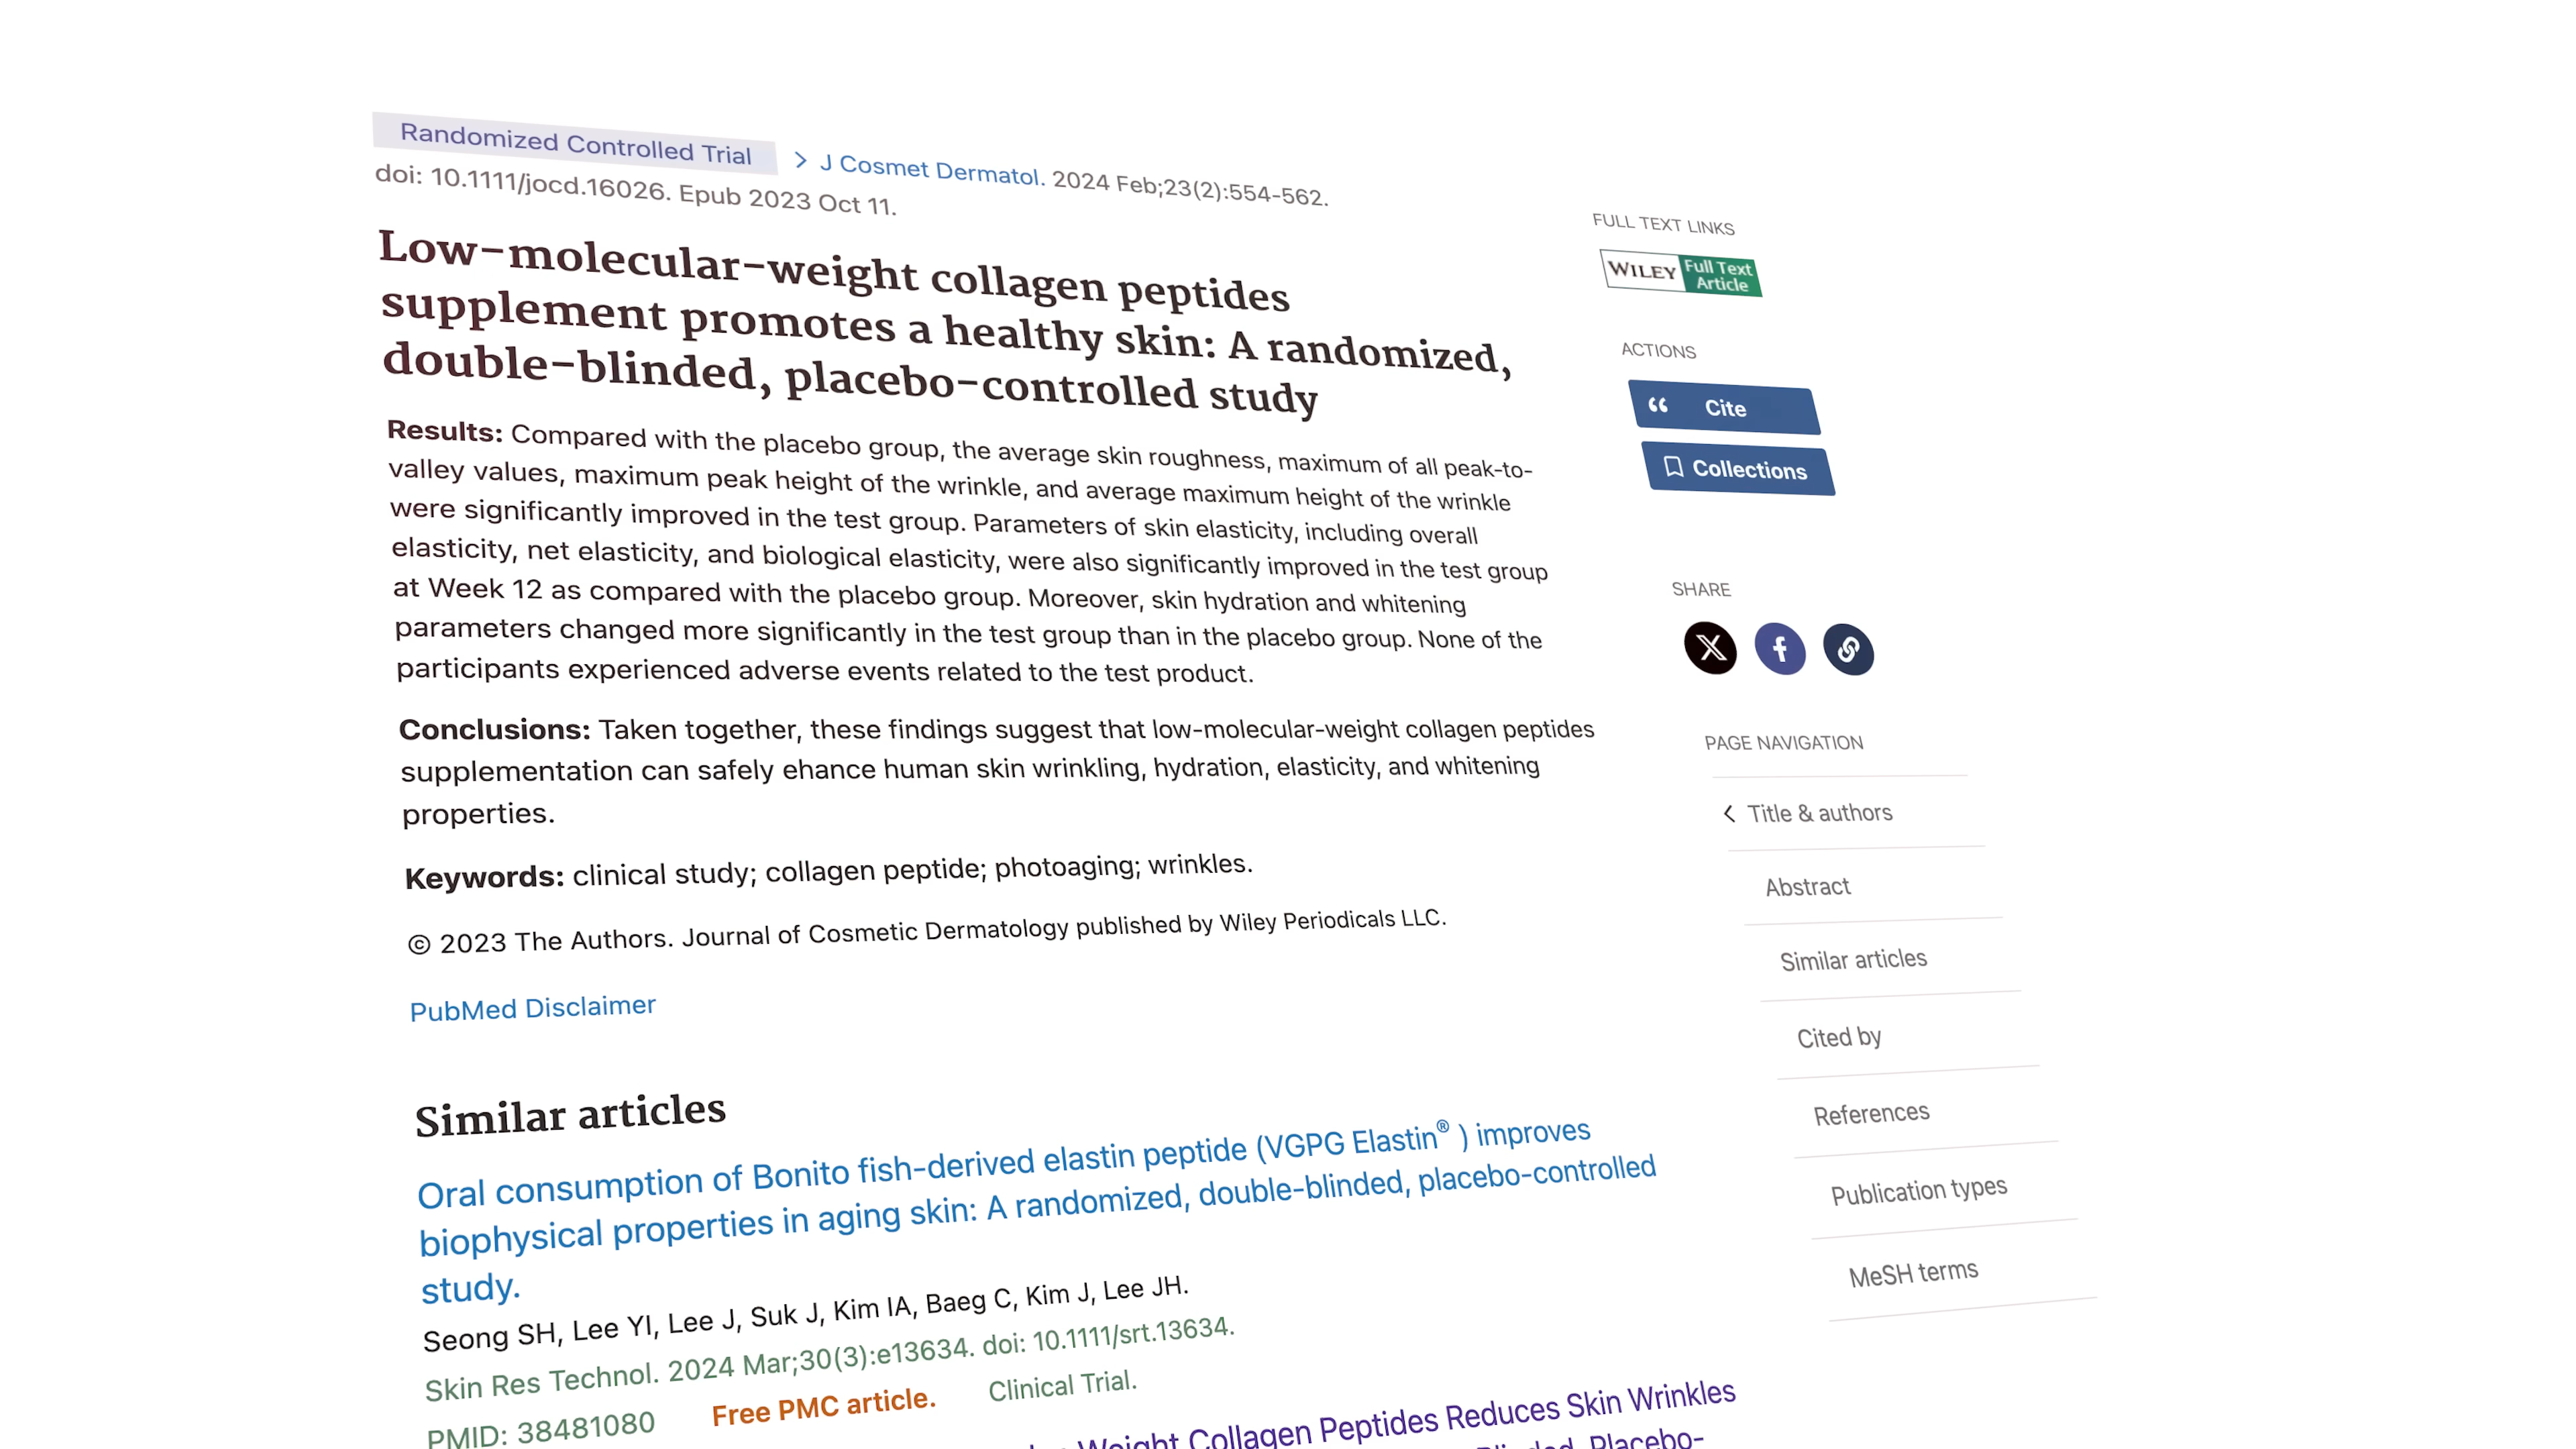 Randomized Controlled Trial > J Cosmet Dermatol. 2024 Feb;23(2):554-562.
doi: 10.1111/jocd.16026. Epub 2023 Oct 11.
Low-molecular-weight collagen peptides
supplement promotes a healthy skin: A randomized,
double-blinded, placebo-controlled study
Results: Compared with the placebo group, the average skin roughness, maximum of all peak-to-
valley values, maximum peak height of the wrinkle, and average maximum height of the wrinkle
were significantly improved in the test group. Parameters of skin elasticity, including overall
elasticity, net elasticity, and biological elasticity, were also significantly improved in the test group
at Week 12 as compared with the placebo group. Moreover, skin hydration and whitening
parameters changed more significantly in the test group than in the placebo group. None of the
participants experienced adverse events related to the test product.
Conclusions: Taken together, these findings suggest that low-molecular-weight collagen peptides
supplementation can safely ehance human skin wrinkling, hydration, elasticity, and whitening
properties.
Keywords: clinical study; collagen peptide; photoaging; wrinkles.
© 2023 The Authors. Journal of Cosmetic Dermatology published by Wiley Periodicals LLC.
PubMed Disclaimer
Similar articles
Oral consumption of Bonito fish-derived elastin peptide (VGPG Elastin® ) improves
biophysical properties in aging skin: A randomized, double-blinded, placebo-controlled
study.
Seong SH, Lee YI, Lee J, Suk J, Kim IA, Baeg C, Kim J, Lee JH.
Skin Res Technol. 2024 Mar;30(3):e13634. doi: 10.1111/srt.13634.
PMID: 38481080 Free PMC article. Clinical Trial.
Weight Collagen Peptides Reduces Skin Wrinkles
Placebo-
FULL TEXT LINKS
WILEY Full Text
Article
ACTIONS
Cite
Collections
SHARE
PAGE NAVIGATION
Title & authors
Abstract
Similar articles
Cited by
References
Publication types
MeSH terms